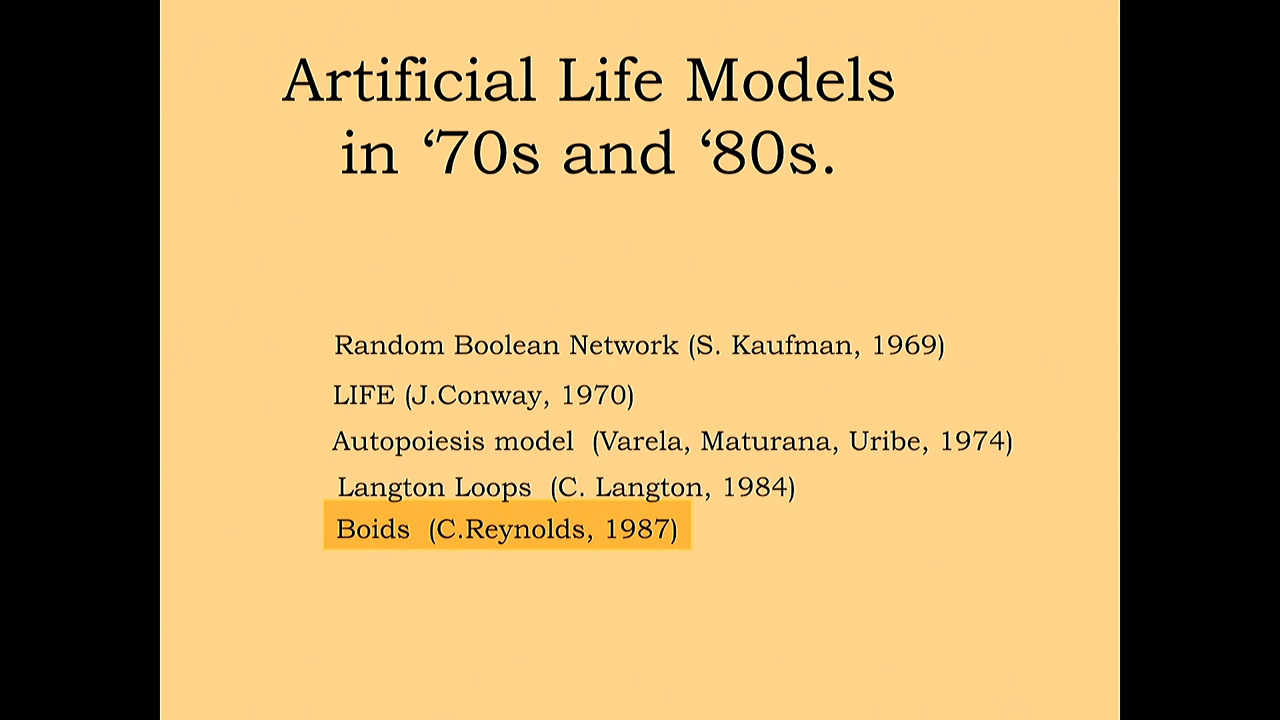 Artificial Life Models
in ‘70s and ‘80s.
Random Boolean Network (S. Kaufman, 1969)
LIFE (J.Conway, 1970)
Autopoiesis model (Varela, Maturana, Uribe, 1974)
Langton Loops (C. Langton, 1984)
Boids (C.Reynolds, 1987)